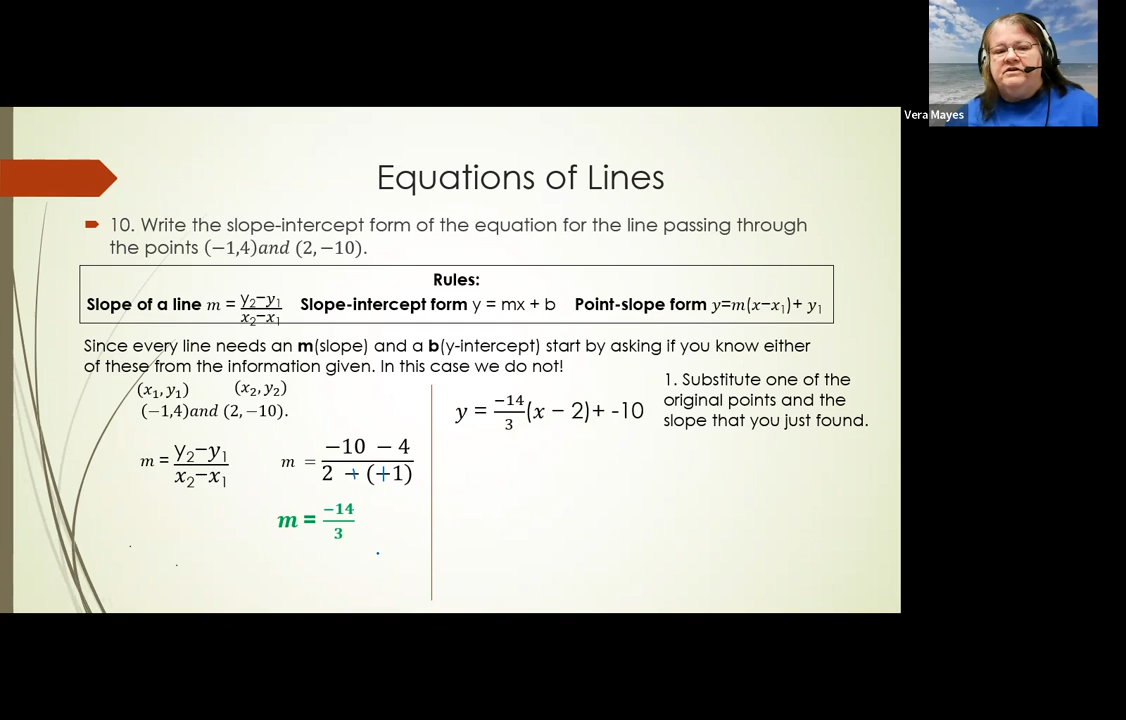 Vera Mayes
Equations of Lines
10. Write the slope-intercept form of the equation for the line passing through
the points (−1,4)and (2,−10).
Rules:
Slope of a line m = y₂−y₁/x₂−x₁ Slope-intercept form y = mx + b Point-slope form y=m(x−x₁)+ y₁
Since every line needs an m(slope) and a b(y-intercept) start by asking if you know either
of these from the information given. In this case we do not!
(x₁,y₁) (x₂,y₂)
(−1,4)and (2,−10).
m = y₂−y₁/x₂−x₁ m = −10 − 4/2 + (+1)
m = −14/3
y = −14/3(x − 2)+ -10
1. Substitute one of the
original points and the
slope that you just found.